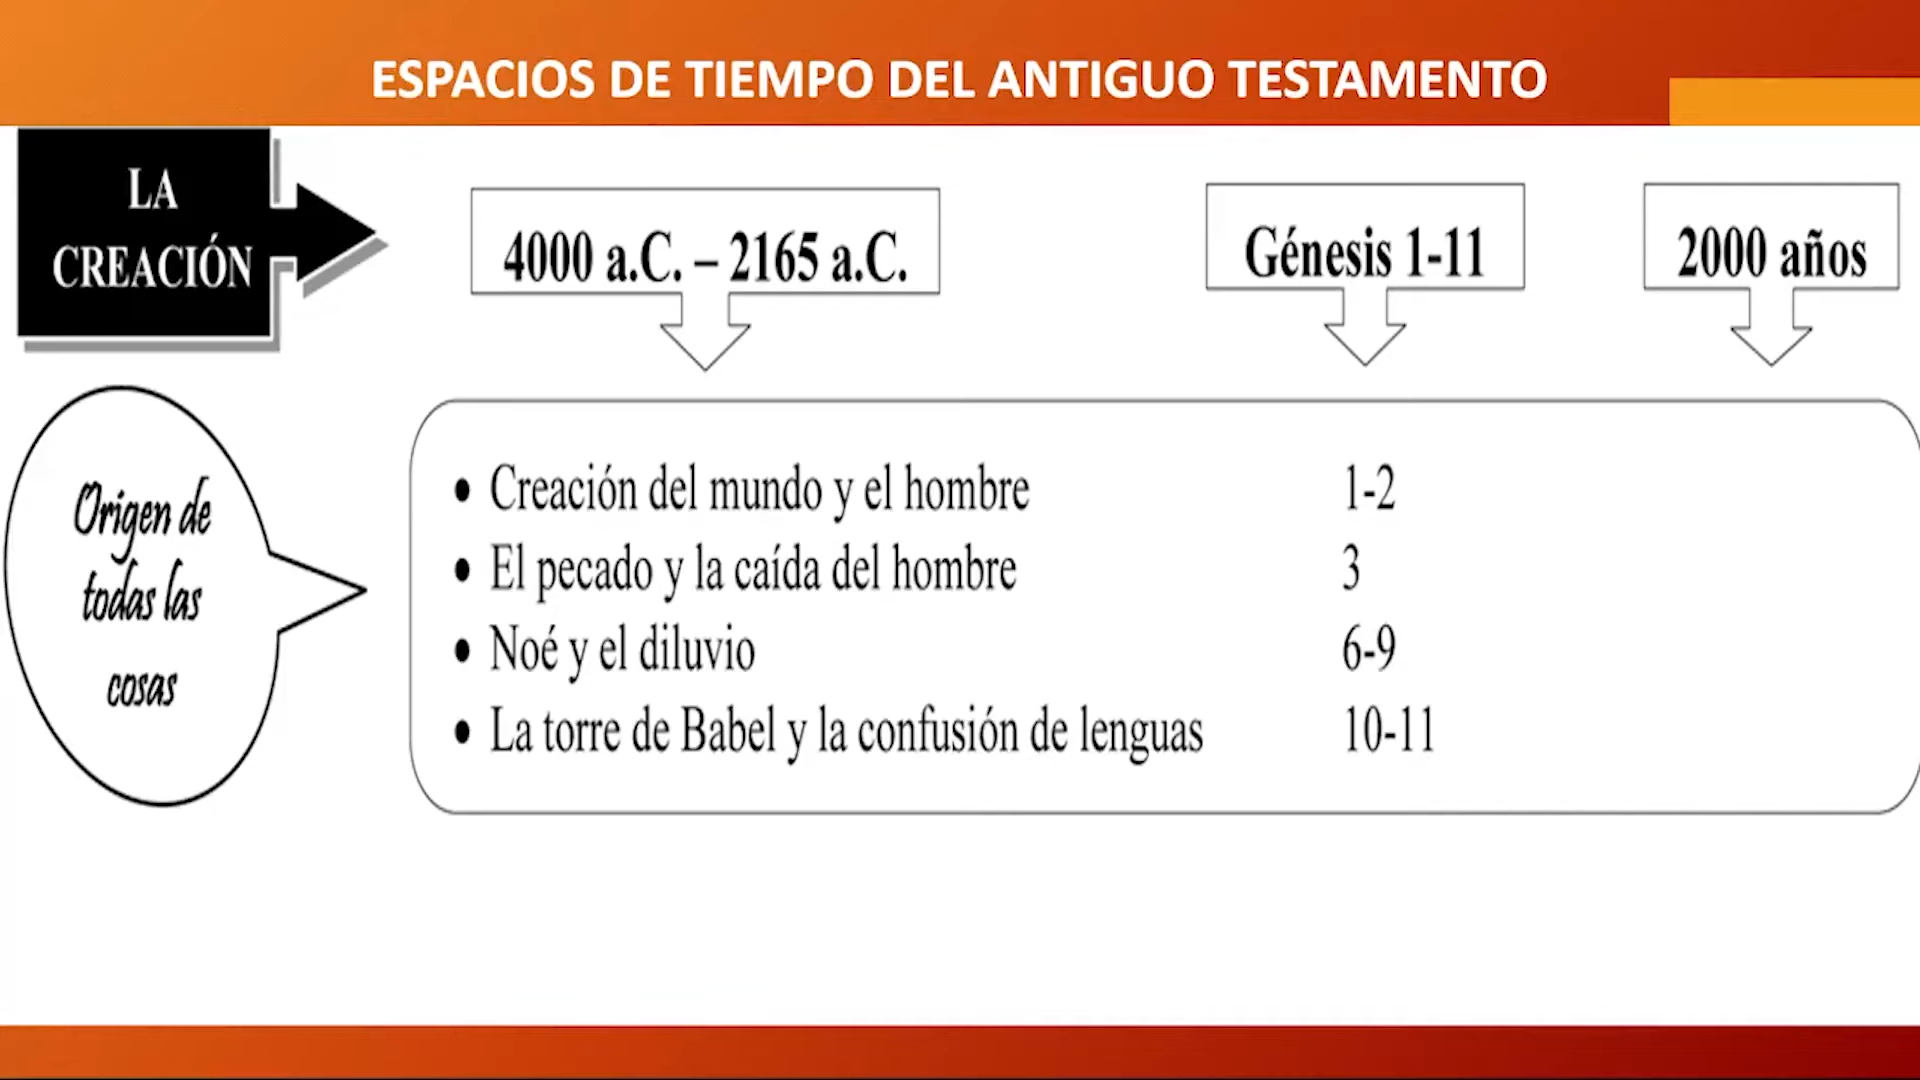 ESPACIOS DE TIEMPO DEL ANTIGUO TESTAMENTO
LA
CREACIÓN
4000 a.C. – 2165 a.C.
Génesis 1-11
2000 años
Origen de
todas las
cosas
• Creación del mundo y el hombre 1-2
• El pecado y la caída del hombre 3
• Noé y el diluvio 6-9
• La torre de Babel y la confusión de lenguas 10-11